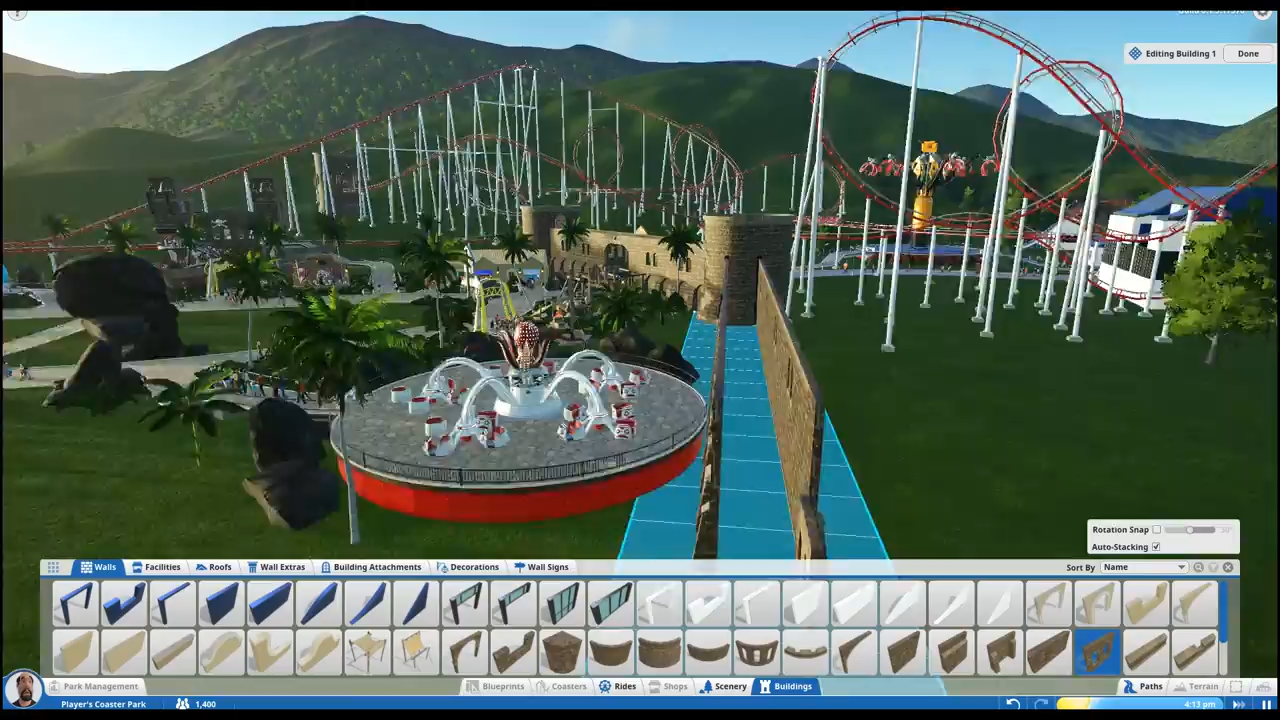 Editing Building 1 Done
Rotation Snap
Auto-Stacking
Walls Facilities Roofs Wall Extras Building Attachments Decorations Wall Signs Sort By Name
Park Management Blueprints Coasters Rides Shops Scenery Buildings Paths Terrain
Player's Coaster Park 1,400 4:13 pm